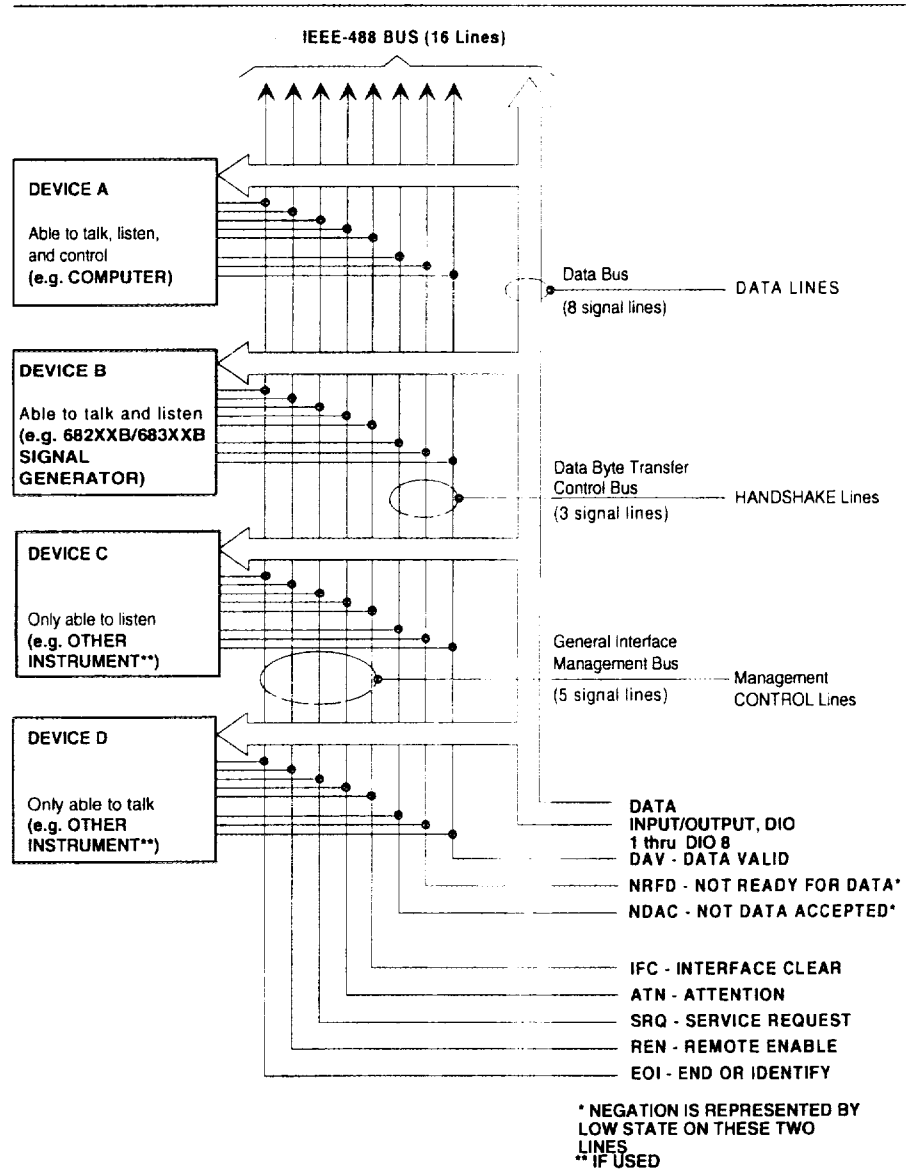 IEEE-488 BUS (16 Lines)
DEVICE A
Able to talk, listen,
and control
(e.g. COMPUTER)
Data Bus
(8 signal lines)
DATA LINES
DEVICE B
Able to talk and listen
(e.g. 682XXB/683XXB
SIGNAL
GENERATOR)
Data Byte Transfer
Control Bus
(3 signal lines)
HANDSHAKE Lines
DEVICE C
Only able to listen
(e.g. OTHER
INSTRUMENT**)
General Interface
Management Bus
(5 signal lines)
Management
CONTROL Lines
DEVICE D
Only able to talk
(e.g. OTHER
INSTRUMENT**)
DATA
INPUT/OUTPUT, DIO
1 thru DIO 8
DAV - DATA VALID
NRFD - NOT READY FOR DATA*
NDAC - NOT DATA ACCEPTED*
IFC - INTERFACE CLEAR
ATN - ATTENTION
SRQ - SERVICE REQUEST
REN - REMOTE ENABLE
EOI - END OR IDENTIFY
* NEGATION IS REPRESENTED BY
LOW STATE ON THESE TWO
LINES
** IF USED